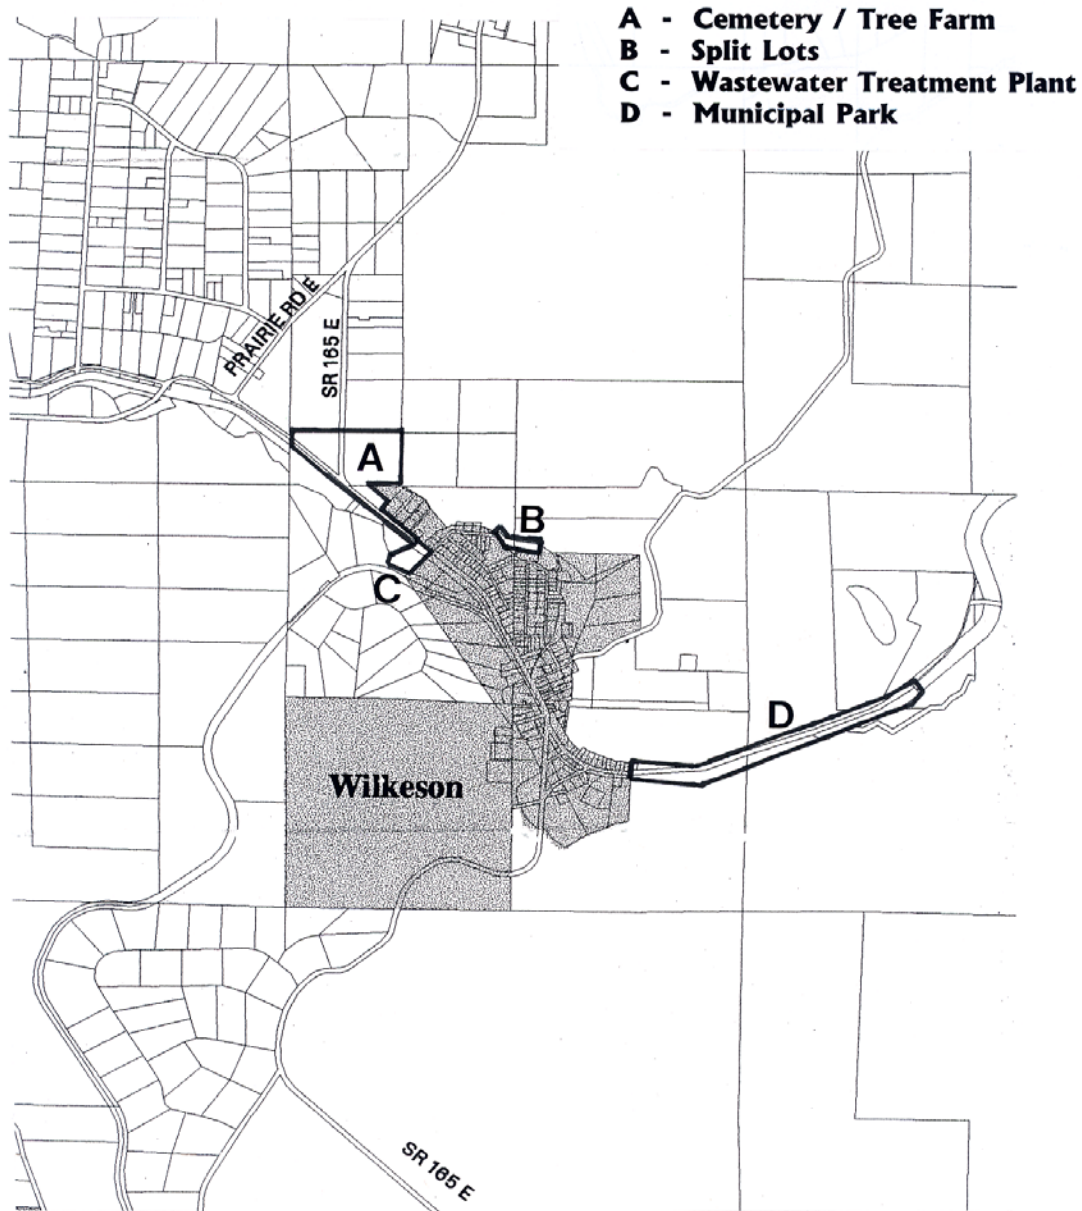 A - Cemetery / Tree Farm
B - Split Lots
C - Wastewater Treatment Plant
D - Municipal Park
PRAIRIE RD E
SR 165 E
A
B
C
D
Wilkeson
SR 165 E